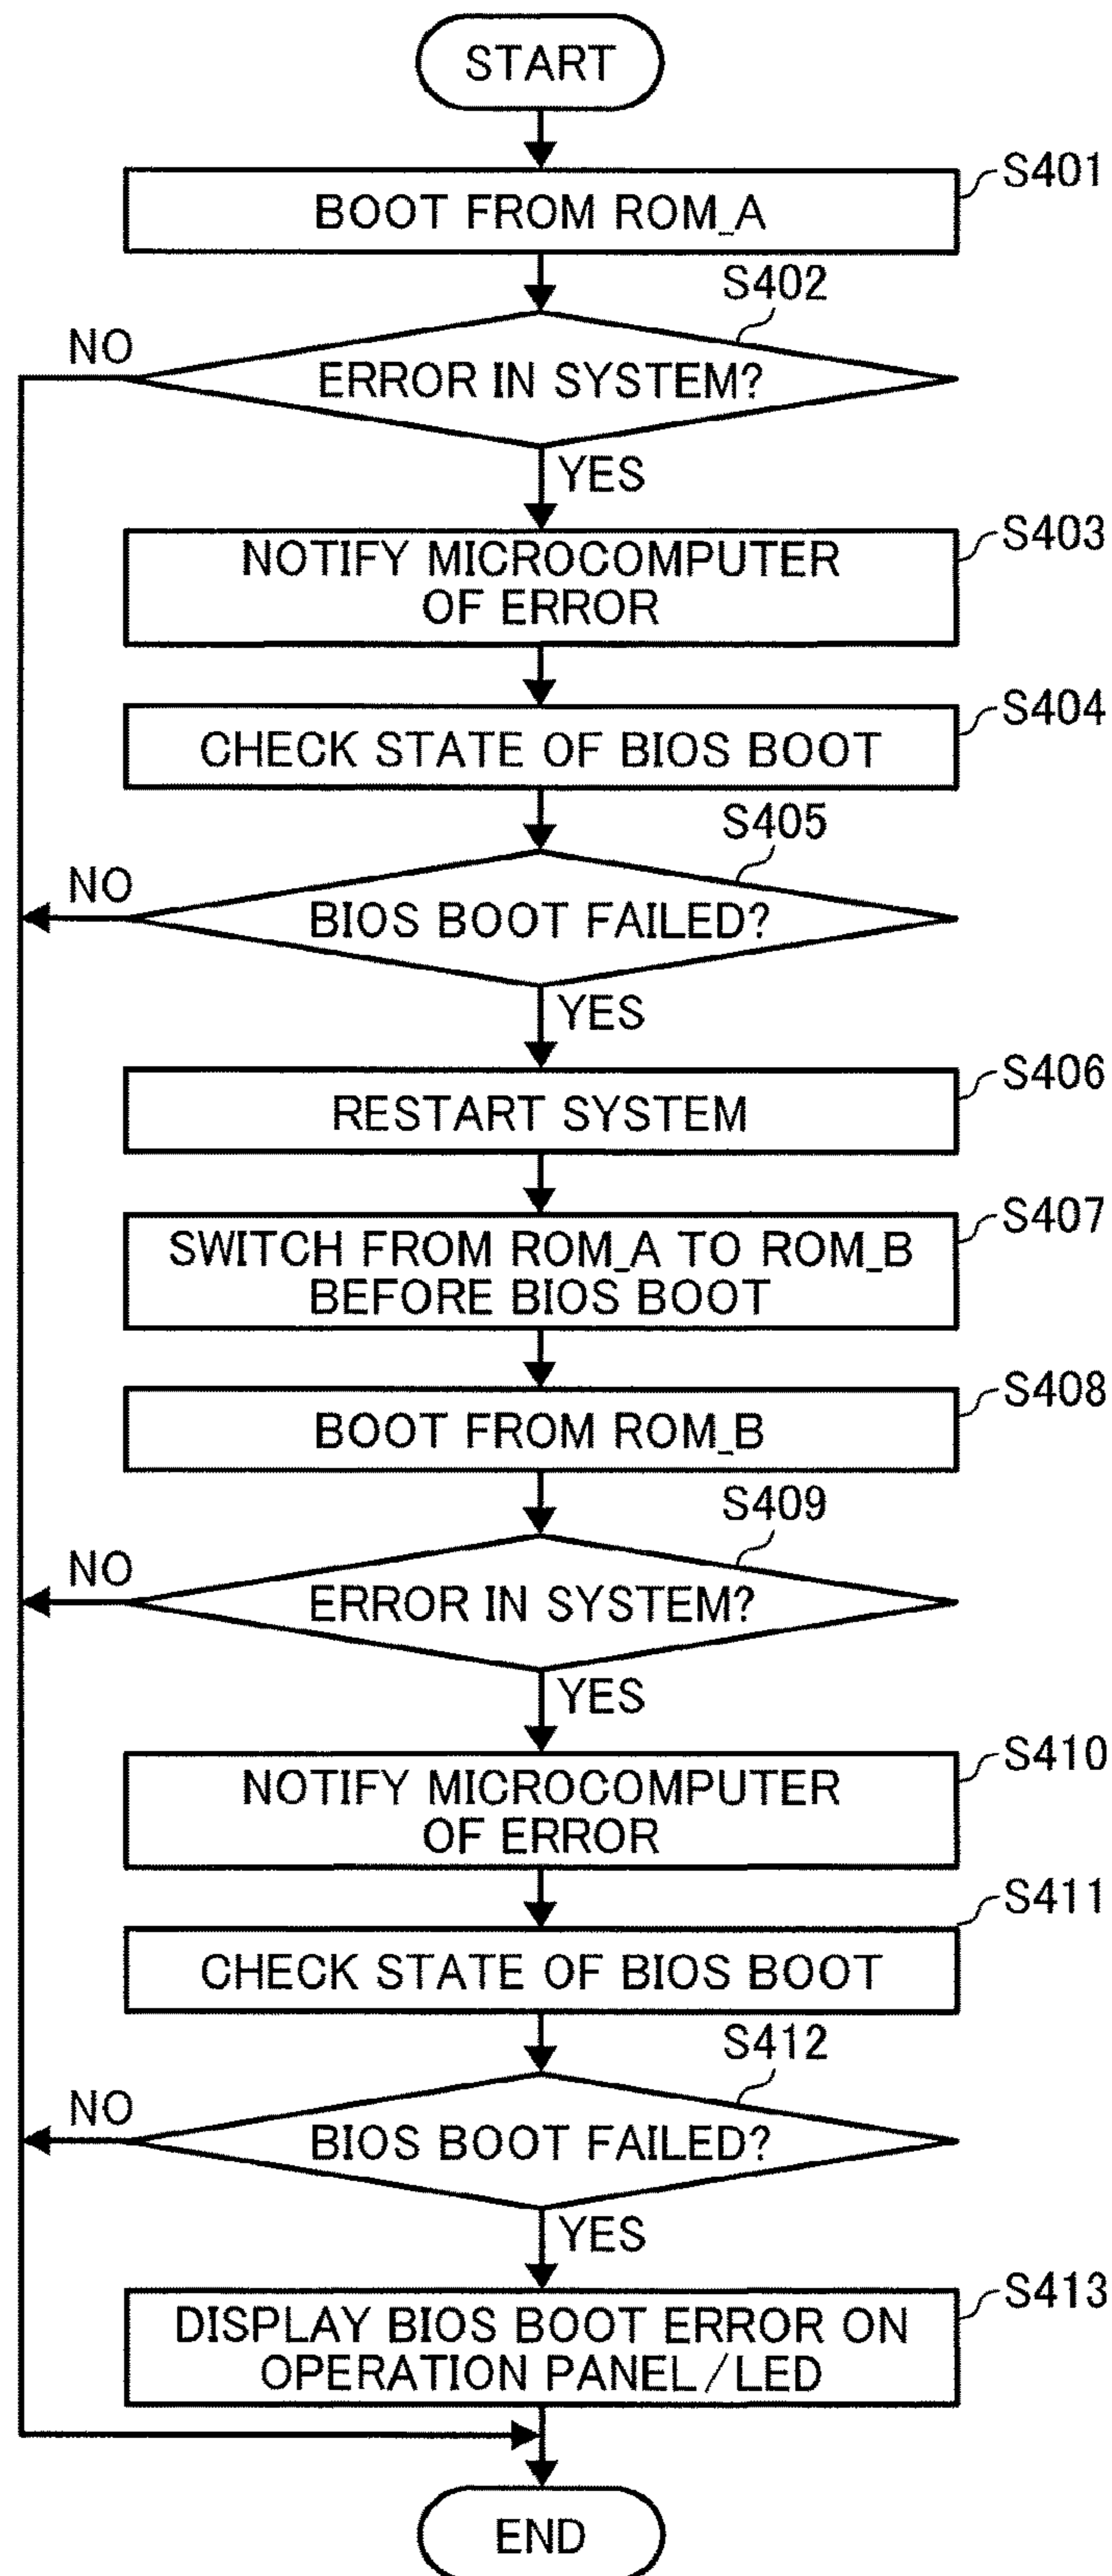 START
S401
BOOT FROM ROM_A
S402
NO
ERROR IN SYSTEM?
YES
S403
NOTIFY MICROCOMPUTER
OF ERROR
S404
CHECK STATE OF BIOS BOOT
S405
NO
BIOS BOOT FAILED?
YES
S406
RESTART SYSTEM
S407
SWITCH FROM ROM_A TO ROM_B
BEFORE BIOS BOOT
S408
BOOT FROM ROM_B
S409
NO
ERROR IN SYSTEM?
YES
S410
NOTIFY MICROCOMPUTER
OF ERROR
S411
CHECK STATE OF BIOS BOOT
S412
NO
BIOS BOOT FAILED?
YES
S413
DISPLAY BIOS BOOT ERROR ON
OPERATION PANEL/LED
END